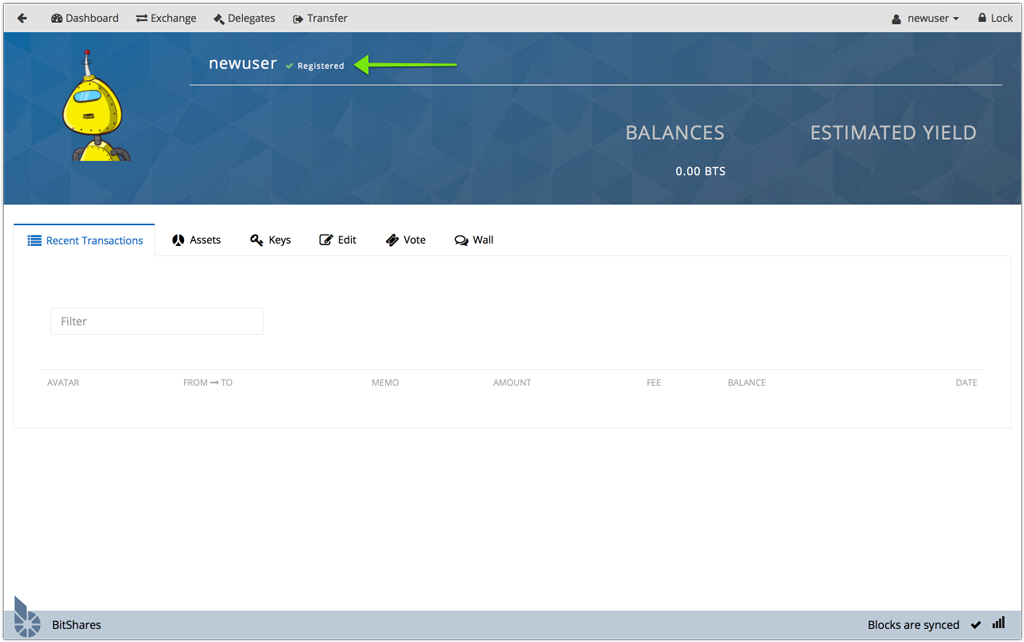 Dashboard Exchange Delegates Transfer newuser Lock
newuser Registered
BALANCES ESTIMATED YIELD
0.00 BTS
Recent Transactions Assets Keys Edit Vote Wall
Filter
AVATAR FROM TO MEMO AMOUNT FEE BALANCE DATE
BitShares Blocks are synced